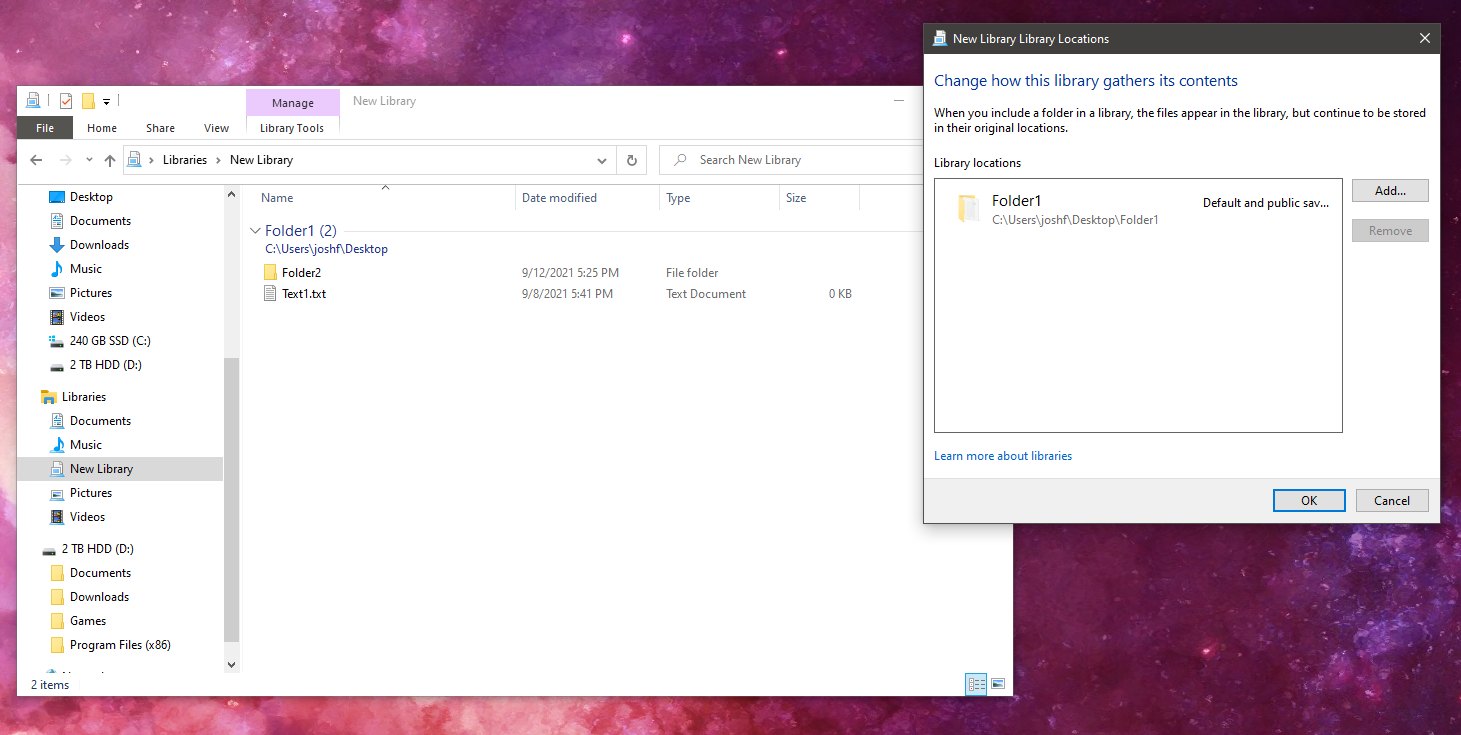 Manage
New Library
File
Home
Share
View
Library Tools
Libraries
New Library
Search New Library
Desktop
Documents
Downloads
Music
Pictures
Videos
240 GB SSD (C:)
2 TB HDD (D:)
Libraries
Documents
Music
New Library
Pictures
Videos
2 TB HDD (D:)
Documents
Downloads
Games
Program Files (x86)
Name
Date modified
Type
Size
Folder1 (2)
C:\Users\joshf\Desktop
Folder2
9/12/2021 5:25 PM
File folder
Text1.txt
9/8/2021 5:41 PM
Text Document
0 KB
2 items
New Library Library Locations
Change how this library gathers its contents
When you include a folder in a library, the files appear in the library, but continue to be stored
in their original locations.
Library locations
Folder1
Default and public sav...
C:\Users\joshf\Desktop\Folder1
Add...
Remove
Learn more about libraries
OK
Cancel